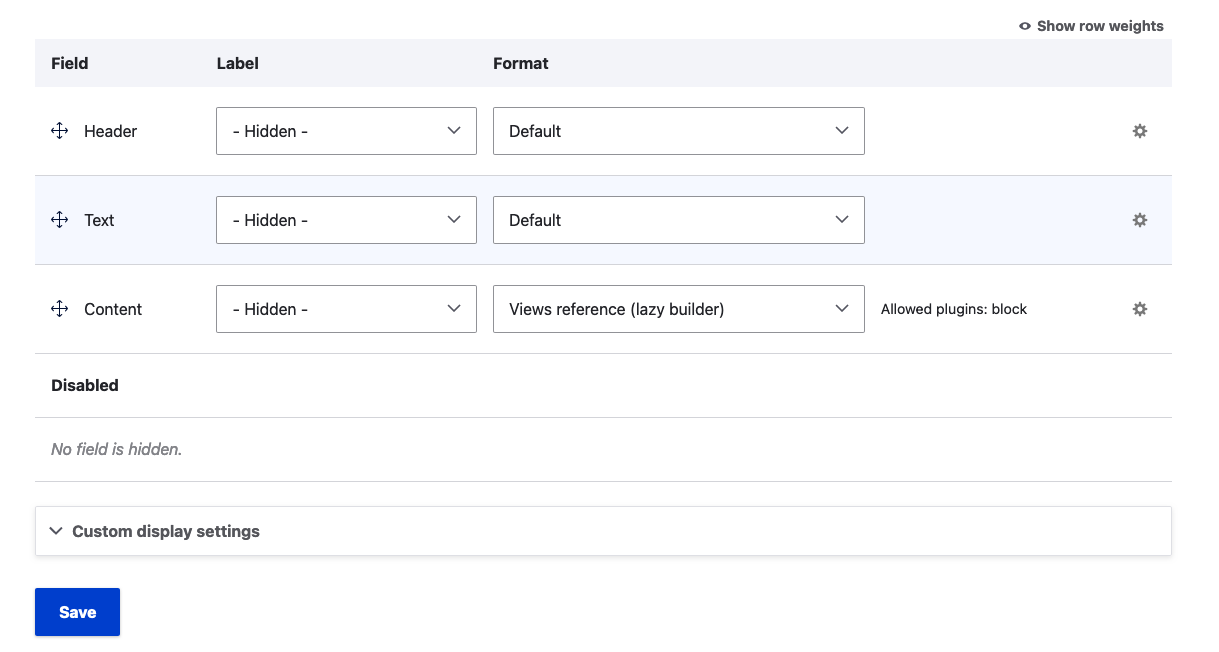 Show row weights
Field Label Format
Header - Hidden - Default
Text - Hidden - Default
Content - Hidden - Views reference (lazy builder) Allowed plugins: block
Disabled
No field is hidden.
Custom display settings
Save